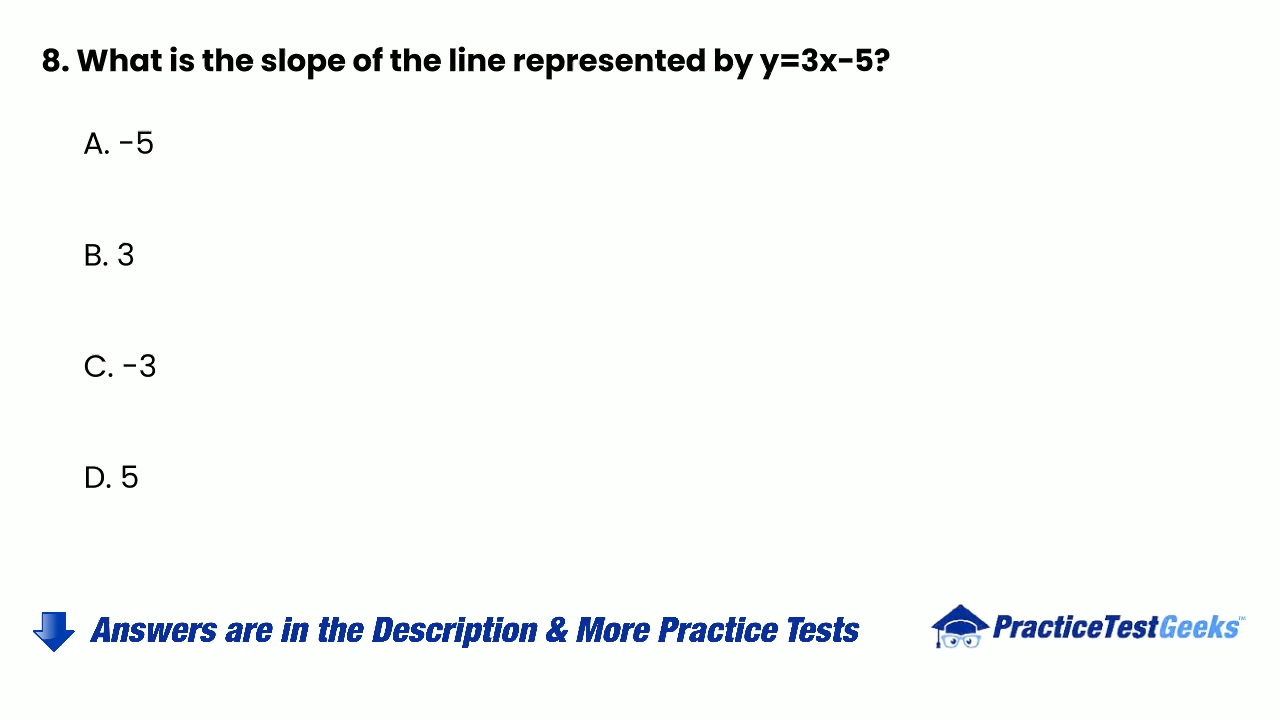 8. What is the slope of the line represented by y=3x−5?
A. −5
B. 3
C. −3
D. 5
Answers are in the Description & More Practice Tests
PracticeTestGeeks™